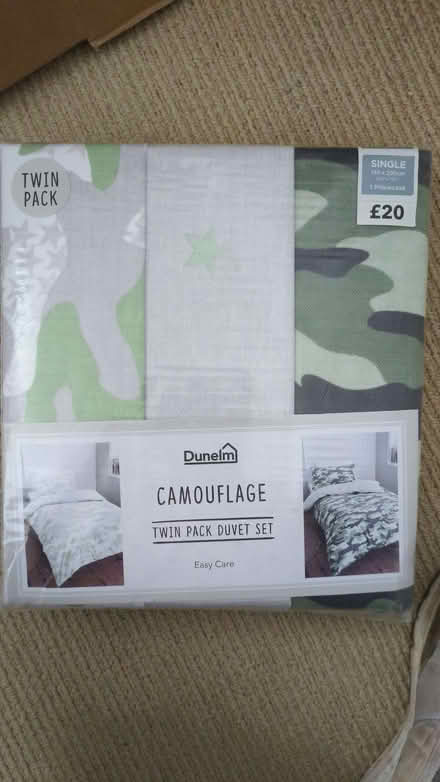 TWIN
PACK
SINGLE
1 Pillowcase
£20
Dunelm
CAMOUFLAGE
TWIN PACK DUVET SET
Easy Care